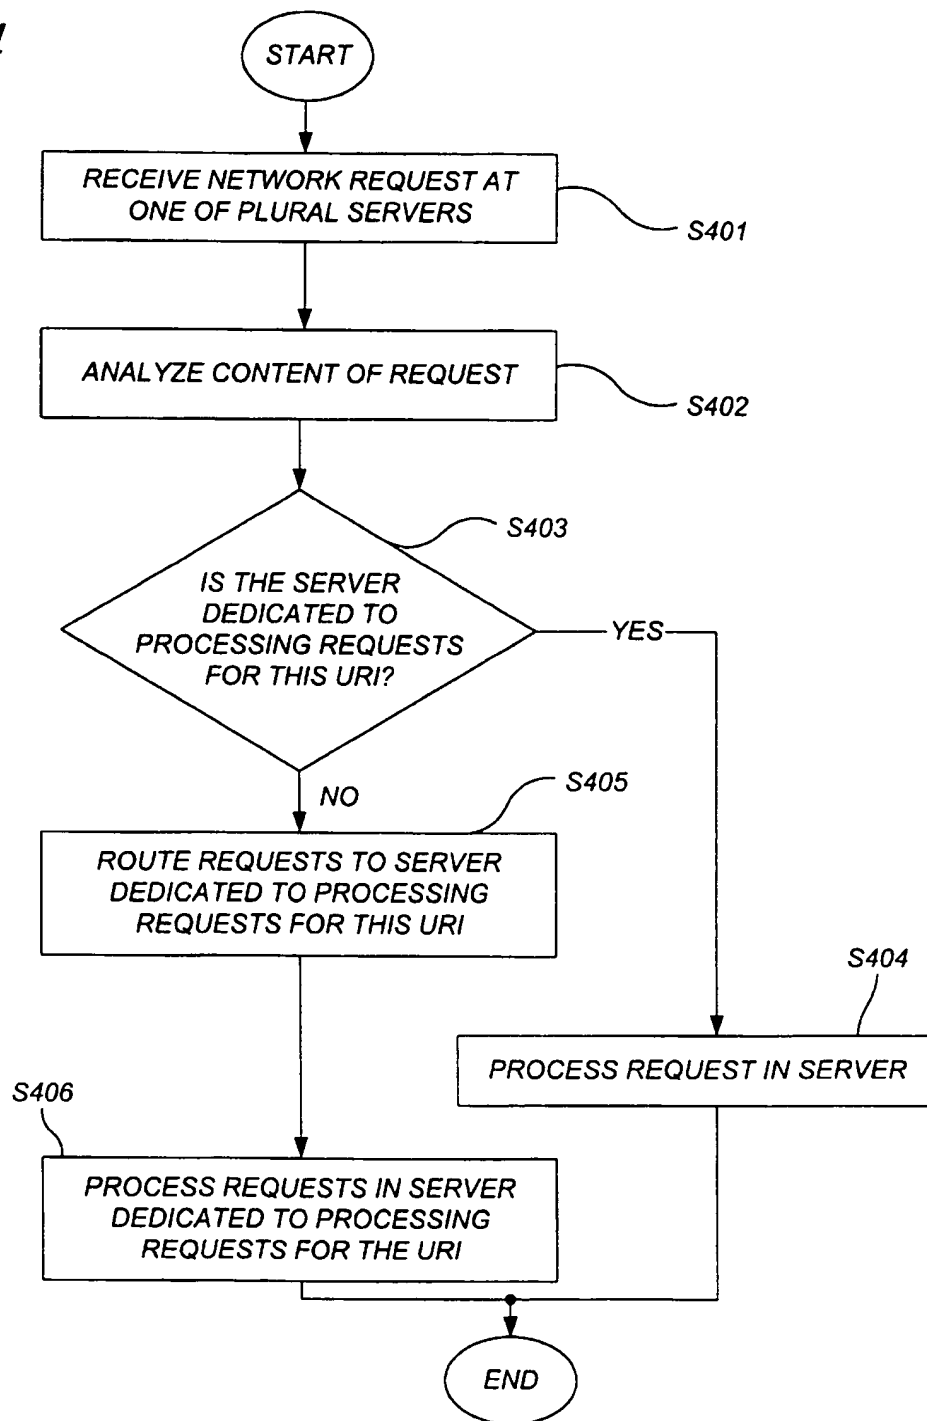 START
RECEIVE NETWORK REQUEST AT
ONE OF PLURAL SERVERS
S401
ANALYZE CONTENT OF REQUEST
S402
S403
IS THE SERVER
DEDICATED TO
PROCESSING REQUESTS
FOR THIS URI?
YES
NO
S405
ROUTE REQUESTS TO SERVER
DEDICATED TO PROCESSING
REQUESTS FOR THIS URI
S404
PROCESS REQUEST IN SERVER
S406
PROCESS REQUESTS IN SERVER
DEDICATED TO PROCESSING
REQUESTS FOR THE URI
END